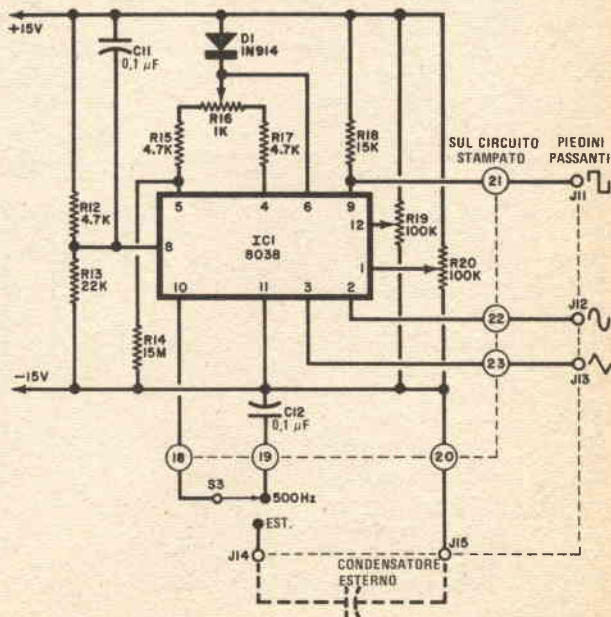 +15V
C11
0,1 µF
D1
1N914
R16
1K
R15
4.7K
R17
4.7K
R18
15K
SUL CIRCUITO
STAMPATO
PIEDINI
PASSANTI
21
J11
5
4
6
9
12
R19
100K
R12
4.7K
8
IC1
8038
1
R20
100K
R13
22K
10
11
3
2
J12
22
R14
15M
23
J13
-15V
C12
0,1 µF
18
19
20
S3
500Hz
EST.
J14
J15
CONDENSATORE
ESTERNO